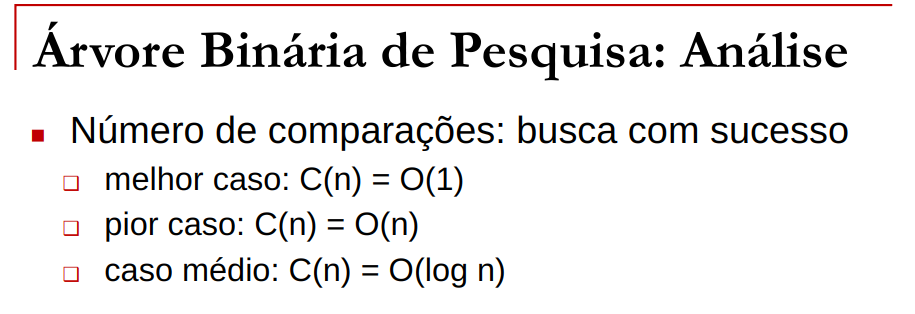 Árvore Binária de Pesquisa: Análise
Número de comparações: busca com sucesso
melhor caso: C(n) = O(1)
pior caso: C(n) = O(n)
caso médio: C(n) = O(log n)